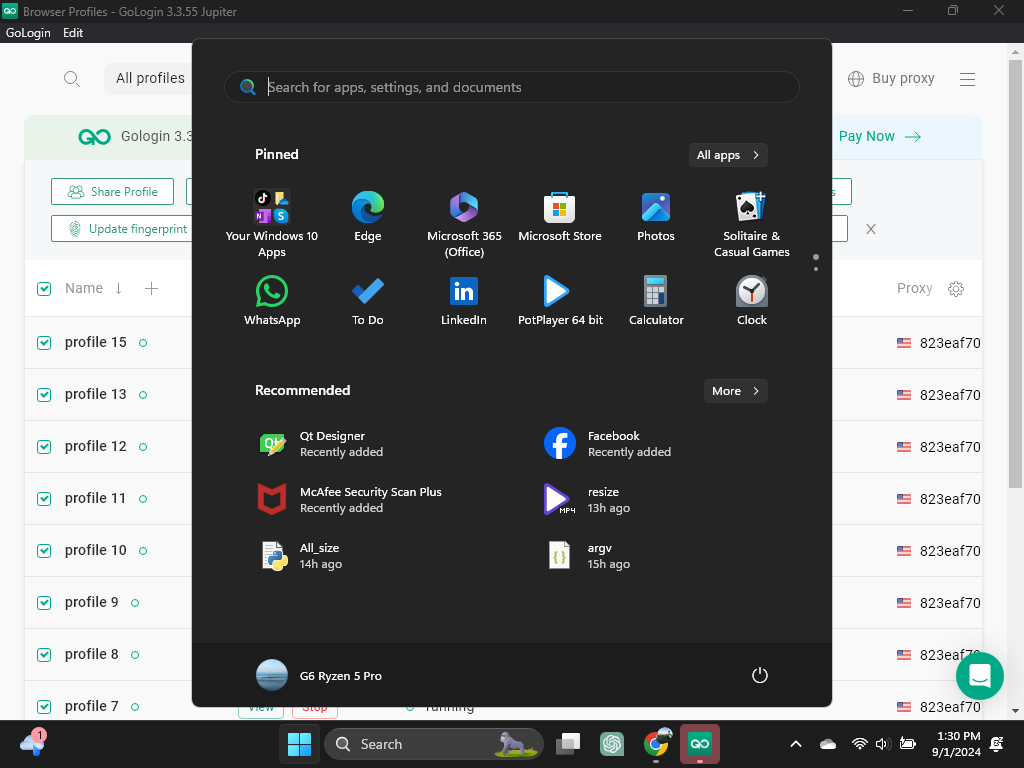 Browser Profiles - GoLogin 3.3.55 Jupiter
GoLogin Edit
All profiles
Buy proxy
Gologin 3.3
Pay Now
Share Profile
s
Update fingerprint
Name
Proxy
profile 15
823eaf70
profile 13
823eaf70
profile 12
823eaf70
profile 11
823eaf70
profile 10
823eaf70
profile 9
823eaf70
profile 8
823eaf70
profile 7
View
Stop
running
823eaf70
Search for apps, settings, and documents
Pinned
All apps
Your Windows 10
Apps
Edge
Microsoft 365
(Office)
Microsoft Store
Photos
Solitaire &
Casual Games
WhatsApp
To Do
LinkedIn
PotPlayer 64 bit
Calculator
Clock
Recommended
More
Qt Designer
Recently added
Facebook
Recently added
McAfee Security Scan Plus
Recently added
MP4
resize
13h ago
All_size
14h ago
argv
15h ago
G6 Ryzen 5 Pro
1
Search
1:30 PM
9/1/2024